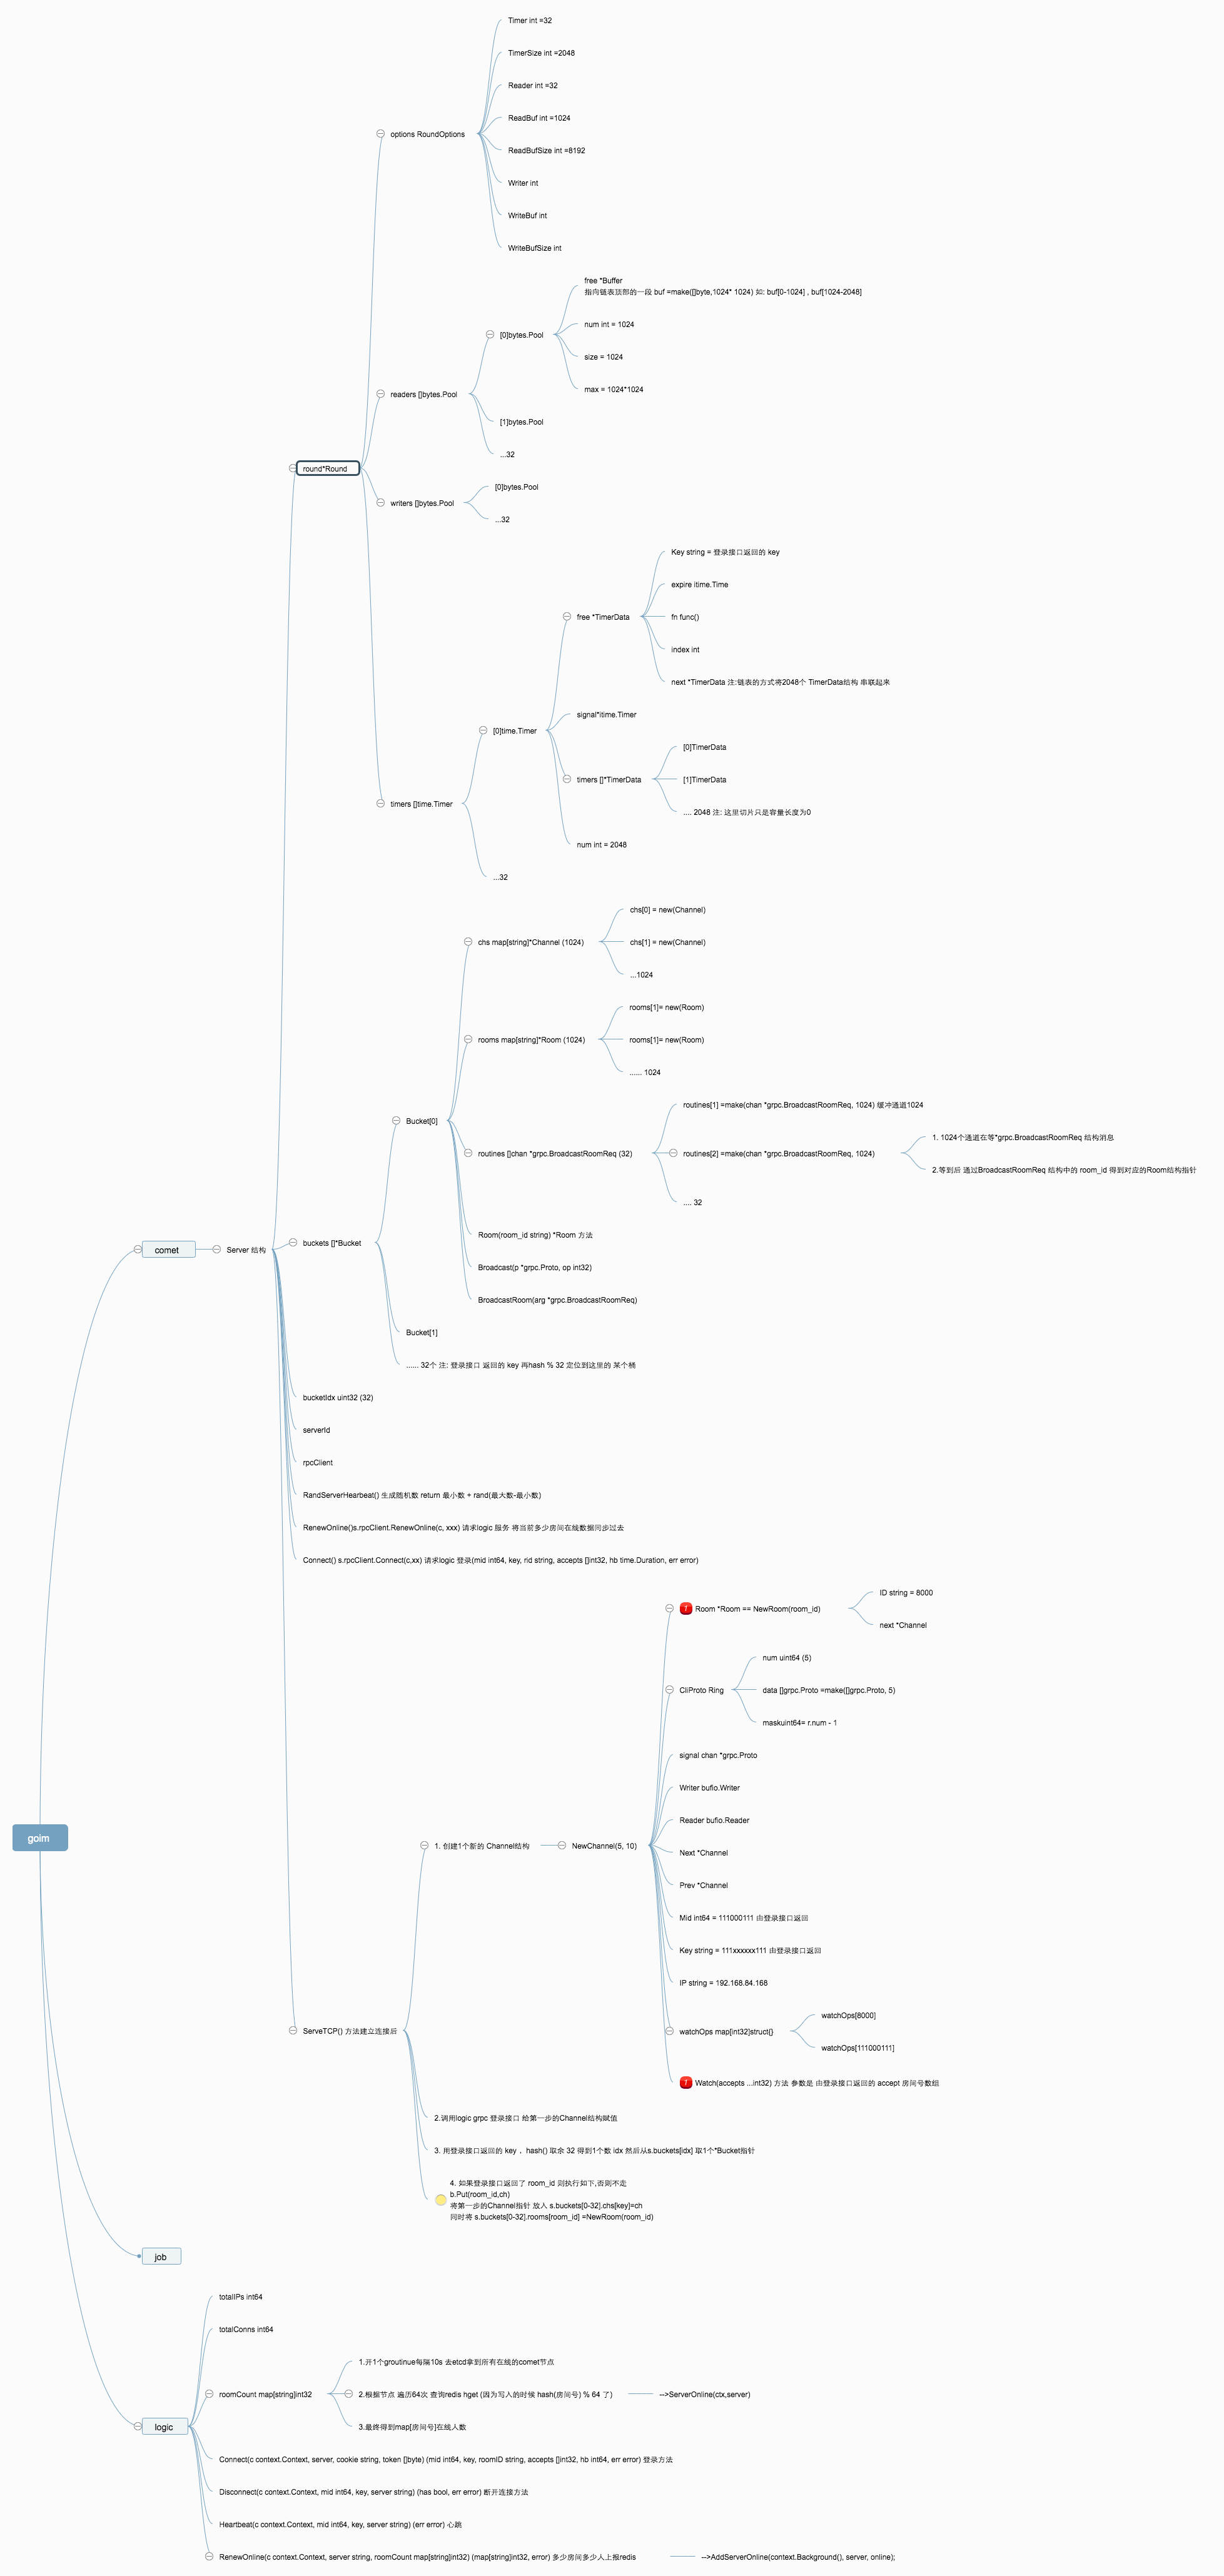 Timer int =32
TimerSize int =2048
Reader int =32
options RoundOptions
ReadBuf int =1024
ReadBufSize int =8192
Writer int
WriteBuf int
WriteBufSize int
free *Buffer
指向链表顶部的一段 buf =make([]byte,1024* 1024) 如: buf[0-1024] , buf[1024-2048]
num int = 1024
[0]bytes.Pool
size = 1024
max = 1024*1024
readers []bytes.Pool
[1]bytes.Pool
...32
round*Round
[0]bytes.Pool
writers []bytes.Pool
...32
Key string = 登录接口返回的 key
expire itime.Time
free *TimerData
fn func()
index int
next *TimerData 注:链表的方式将2048个 TimerData结构 串联起来
signal*itime.Timer
[0]time.Timer
[0]TimerData
timers []*TimerData
[1]TimerData
.... 2048 注: 这里切片只是容量长度为0
timers []time.Timer
num int = 2048
...32
chs[0] = new(Channel)
chs map[string]*Channel (1024)
chs[1] = new(Channel)
...1024
rooms[1]= new(Room)
rooms map[string]*Room (1024)
rooms[1]= new(Room)
...... 1024
routines[1] =make(chan *grpc.BroadcastRoomReq, 1024) 缓冲通道1024
Bucket[0]
1. 1024个通道在等*grpc.BroadcastRoomReq 结构消息
routines []chan *grpc.BroadcastRoomReq (32)
routines[2] =make(chan *grpc.BroadcastRoomReq, 1024)
2.等到后 通过BroadcastRoomReq 结构中的 room_id 得到对应的Room结构指针
.... 32
Room(room_id string) *Room 方法
buckets []*Bucket
comet
Server 结构
Broadcast(p *grpc.Proto, op int32)
BroadcastRoom(arg *grpc.BroadcastRoomReq)
Bucket[1]
...... 32个 注: 登录接口 返回的 key 再hash % 32 定位到这里的 某个桶
bucketIdx uint32 (32)
serverId
rpcClient
RandServerHearbeat() 生成随机数 return 最小数 + rand(最大数-最小数)
RenewOnline()s.rpcClient.RenewOnline(c, xxx) 请求logic 服务 将当前多少房间在线数据同步过去
Connect() s.rpcClient.Connect(c,xx) 请求logic 登录(mid int64, key, rid string, accepts []int32, hb time.Duration, err error)
ID string = 8000
Room *Room == NewRoom(room_id)
next *Channel
num uint64 (5)
CliProto Ring
data []grpc.Proto =make([]grpc.Proto, 5)
maskuint64= r.num - 1
signal chan *grpc.Proto
Writer bufio.Writer
Reader bufio.Reader
goim
1. 创建1个新的 Channel结构
NewChannel(5, 10)
Next *Channel
Prev *Channel
Mid int64 = 111000111 由登录接口返回
Key string = 111xxxxxx111 由登录接口返回
IP string = 192.168.84.168
watchOps[8000]
ServeTCP() 方法建立连接后
watchOps map[int32]struct{}
watchOps[111000111]
Watch(accepts ...int32) 方法 参数是 由登录接口返回的 accept 房间号数组
2.调用logic grpc 登录接口 给第一步的Channel结构赋值
3. 用登录接口返回的 key , hash() 取余 32 得到1个数 idx 然后从s.buckets[idx] 取1个*Bucket指针
4. 如果登录接口返回了 room_id 则执行如下,否则不走
b.Put(room_id,ch)
将第一步的Channel指针 放入 s.buckets[0-32].chs[key]=ch
同时将 s.buckets[0-32].rooms[room_id] =NewRoom(room_id)
job
totalIPs int64
totalConns int64
1.开1个groutinue每隔10s 去etcd拿到所有在线的comet节点
roomCount map[string]int32
2.根据节点 遍历64次 查询redis hget (因为写入的时候 hash(房间号) % 64 了)
-->ServerOnline(ctx,server)
3.最终得到map[房间号]在线人数
logic
Connect(c context.Context, server, cookie string, token []byte) (mid int64, key, roomID string, accepts []int32, hb int64, err error) 登录方法
Disconnect(c context.Context, mid int64, key, server string) (has bool, err error) 断开连接方法
Heartbeat(c context.Context, mid int64, key, server string) (err error) 心跳
RenewOnline(c context.Context, server string, roomCount map[string]int32) (map[string]int32, error) 多少房间多少人上报redis
-->AddServerOnline(context.Background(), server, online);